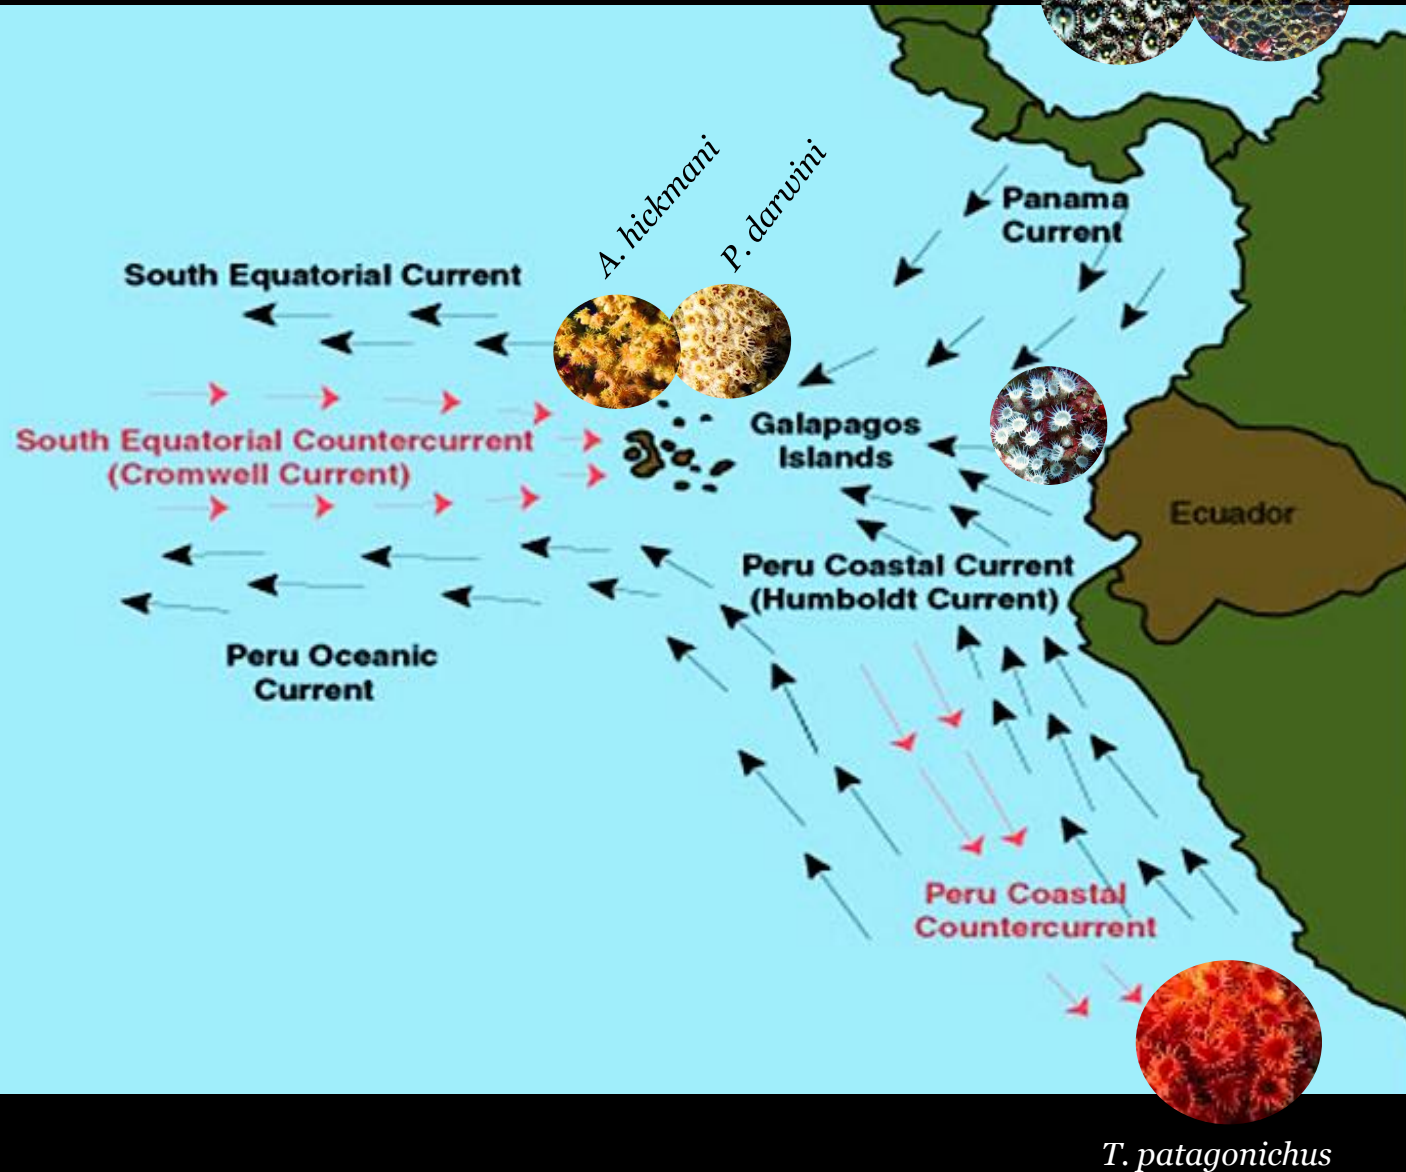 A. hickmani
P. darwini
Panama
Current
South Equatorial Current
Galapagos
Islands
South Equatorial Countercurrent
(Cromwell Current)
Ecuador
Peru Coastal Current
(Humboldt Current)
Peru Oceanic
Current
Peru Coastal
Countercurrent
T. patagonichus